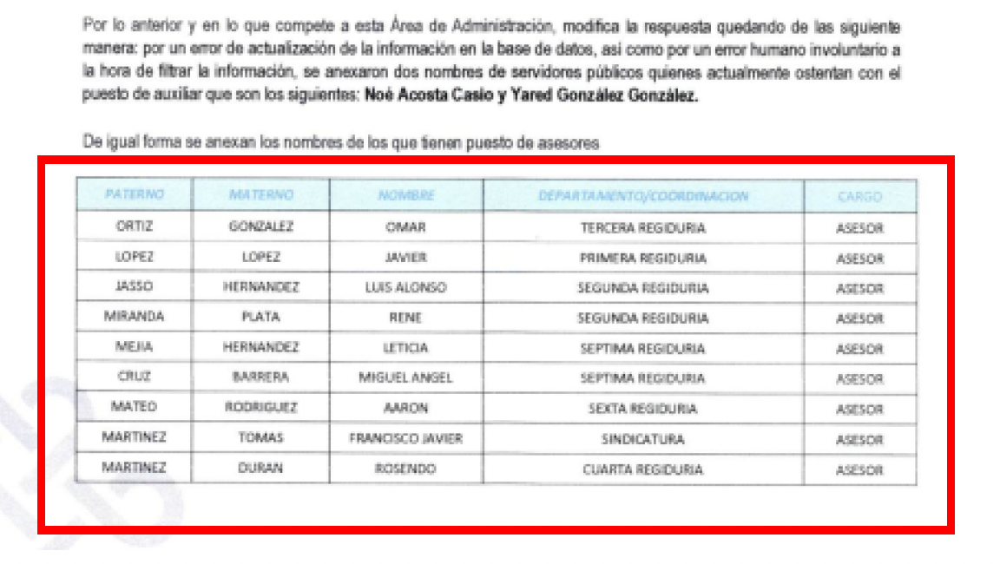 Por lo anterior y en lo que compete a esta Área de Administración, modifica la respuesta quedando de las siguiente
manera: por un error de actualización de la información en la base de datos, asi como por un error humano involuntario a
la hora de filtrar la información, se anexaron dos nombres de servidores públicos quienes actualmente ostentan con el
puesto de auxiliar que son los siguientes: Noé Acosta Casio y Yared González González.
De igual forma se anexan los nombres de los que tienen puesto de asesores
PATERNO MATERNO NOMBRE DEPARTAMENTO/COORDINACION CARGO
ORTIZ GONZALEZ OMAR TERCERA REGIDURIA ASESOR
LOPEZ LOPEZ JAVIER PRIMERA REGIDURIA ASESOR
JASSO HERNANDEZ LUIS ALONSO SEGUNDA REGIDURIA ASESOR
MIRANDA PLATA RENE SEGUNDA REGIDURIA ASESOR
MEJIA HERNANDEZ LETICIA SEPTIMA REGIDURIA ASESOR
CRUZ BARRERA MIGUEL ANGEL SEPTIMA REGIDURIA ASESOR
MATEO RODRIGUEZ AARON SEXTA REGIDURIA ASESOR
MARTINEZ TOMAS FRANCISCO JAVIER SINDICATURA ASESOR
MARTINEZ DURAN ROSENDO CUARTA REGIDURIA ASESOR